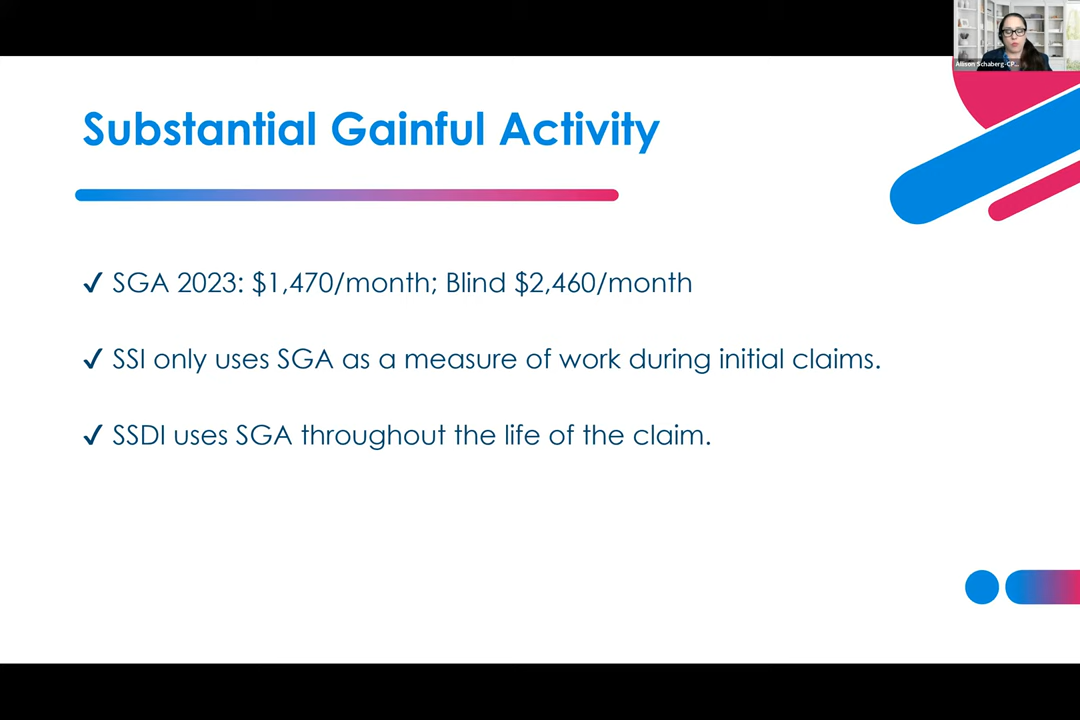 Allison Schaberg-CP...
Substantial Gainful Activity
✓ SGA 2023: $1,470/month; Blind $2,460/month
✓ SSI only uses SGA as a measure of work during initial claims.
✓ SSDI uses SGA throughout the life of the claim.